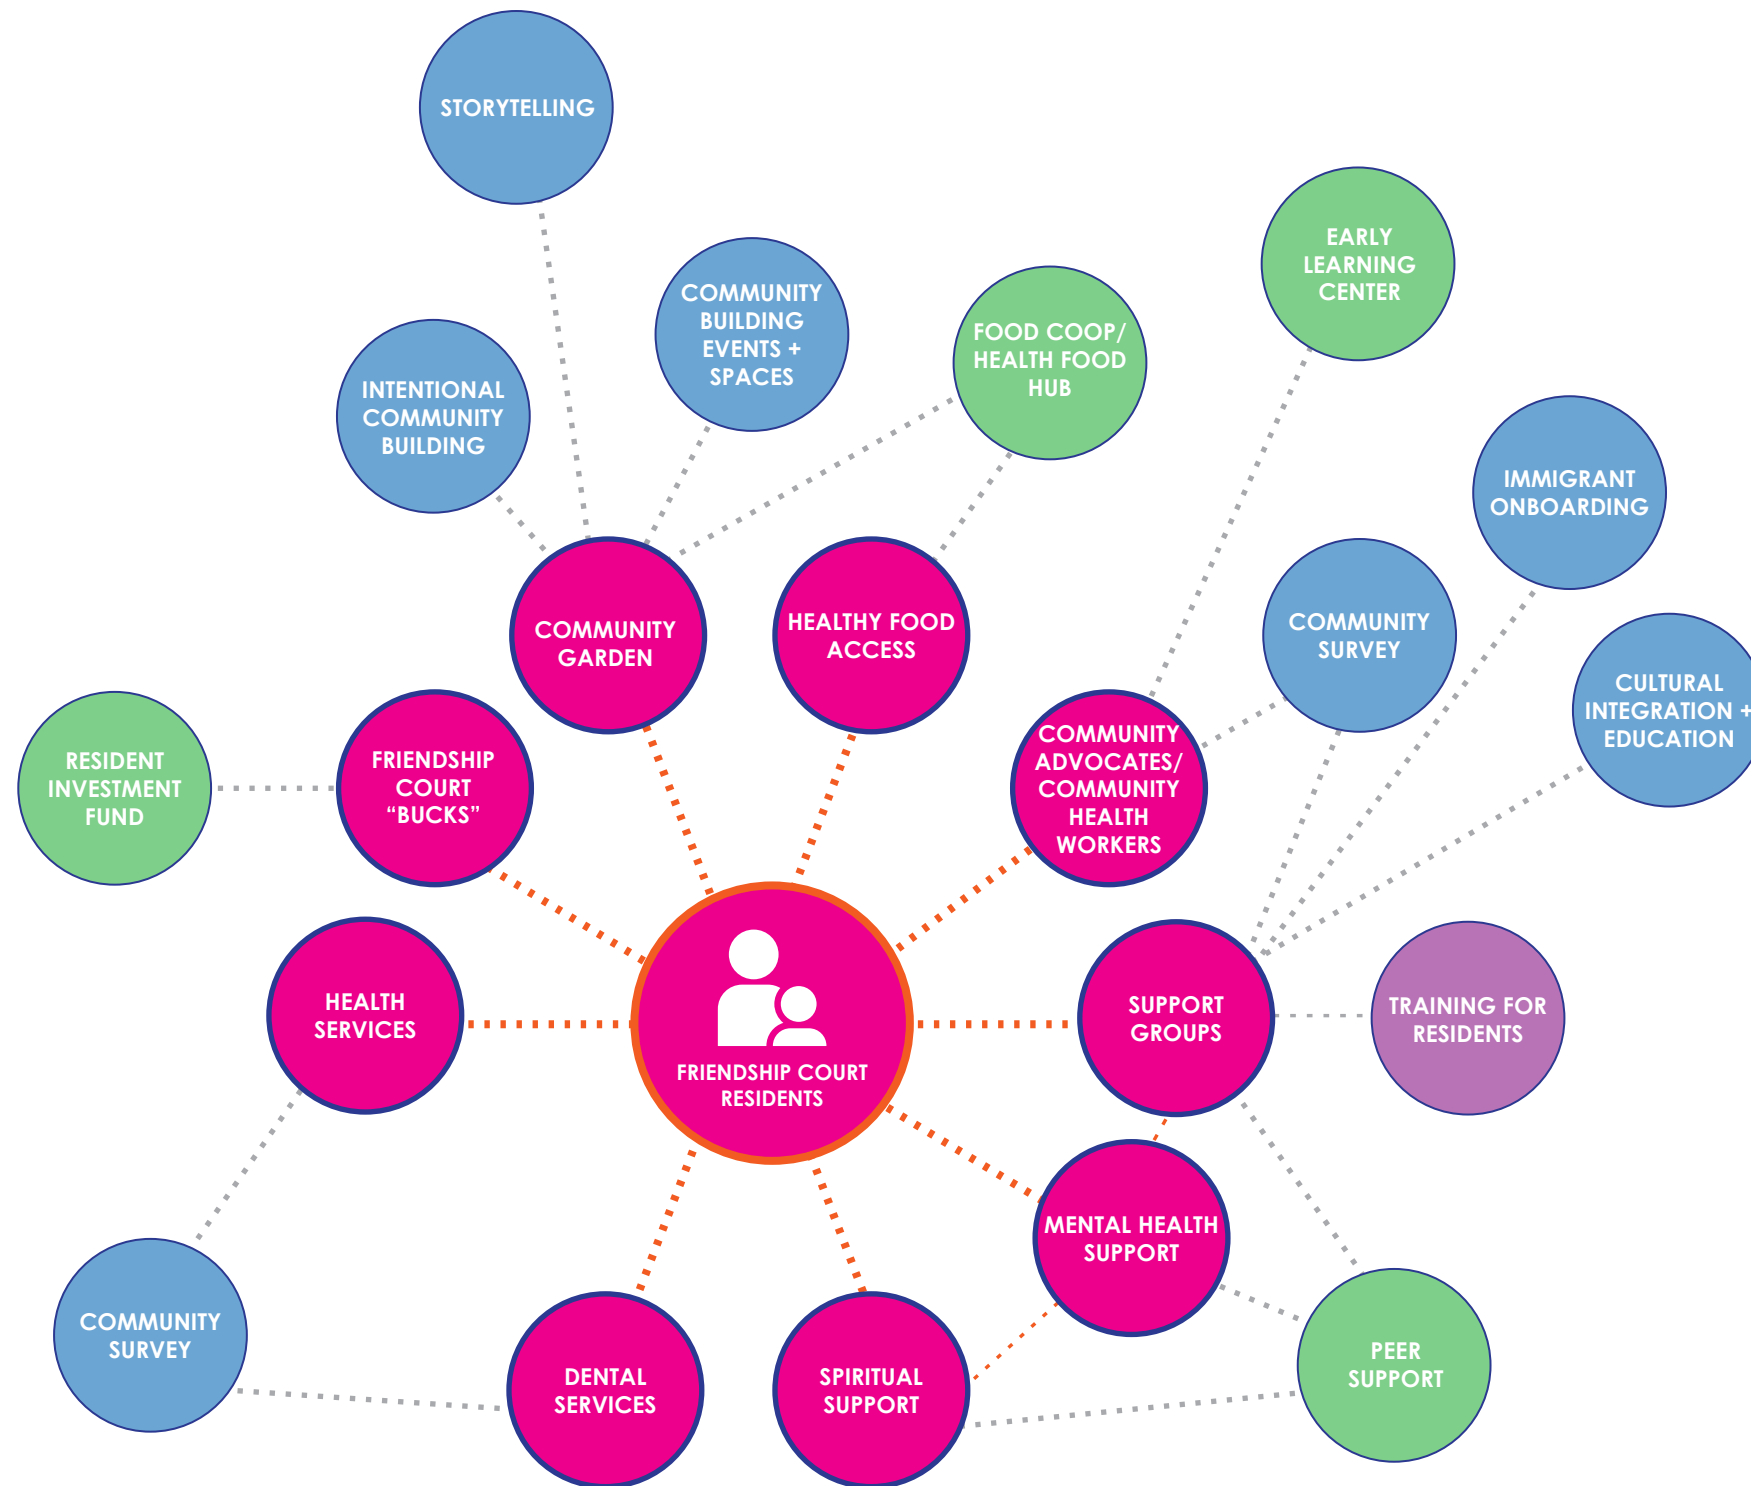 STORYTELLING
EARLY
LEARNING
CENTER
COMMUNITY
BUILDING
EVENTS +
SPACES
FOOD COOP/
HEALTH FOOD
HUB
INTENTIONAL
COMMUNITY
BUILDING
IMMIGRANT
ONBOARDING
COMMUNITY
GARDEN
HEALTHY FOOD
ACCESS
COMMUNITY
SURVEY
CULTURAL
INTEGRATION +
EDUCATION
RESIDENT
INVESTMENT
FUND
FRIENDSHIP
COURT
“BUCKS”
COMMUNITY
ADVOCATES/
COMMUNITY
HEALTH
WORKERS
HEALTH
SERVICES
FRIENDSHIP COURT
RESIDENTS
SUPPORT
GROUPS
TRAINING FOR
RESIDENTS
MENTAL HEALTH
SUPPORT
COMMUNITY
SURVEY
DENTAL
SERVICES
SPIRITUAL
SUPPORT
PEER
SUPPORT